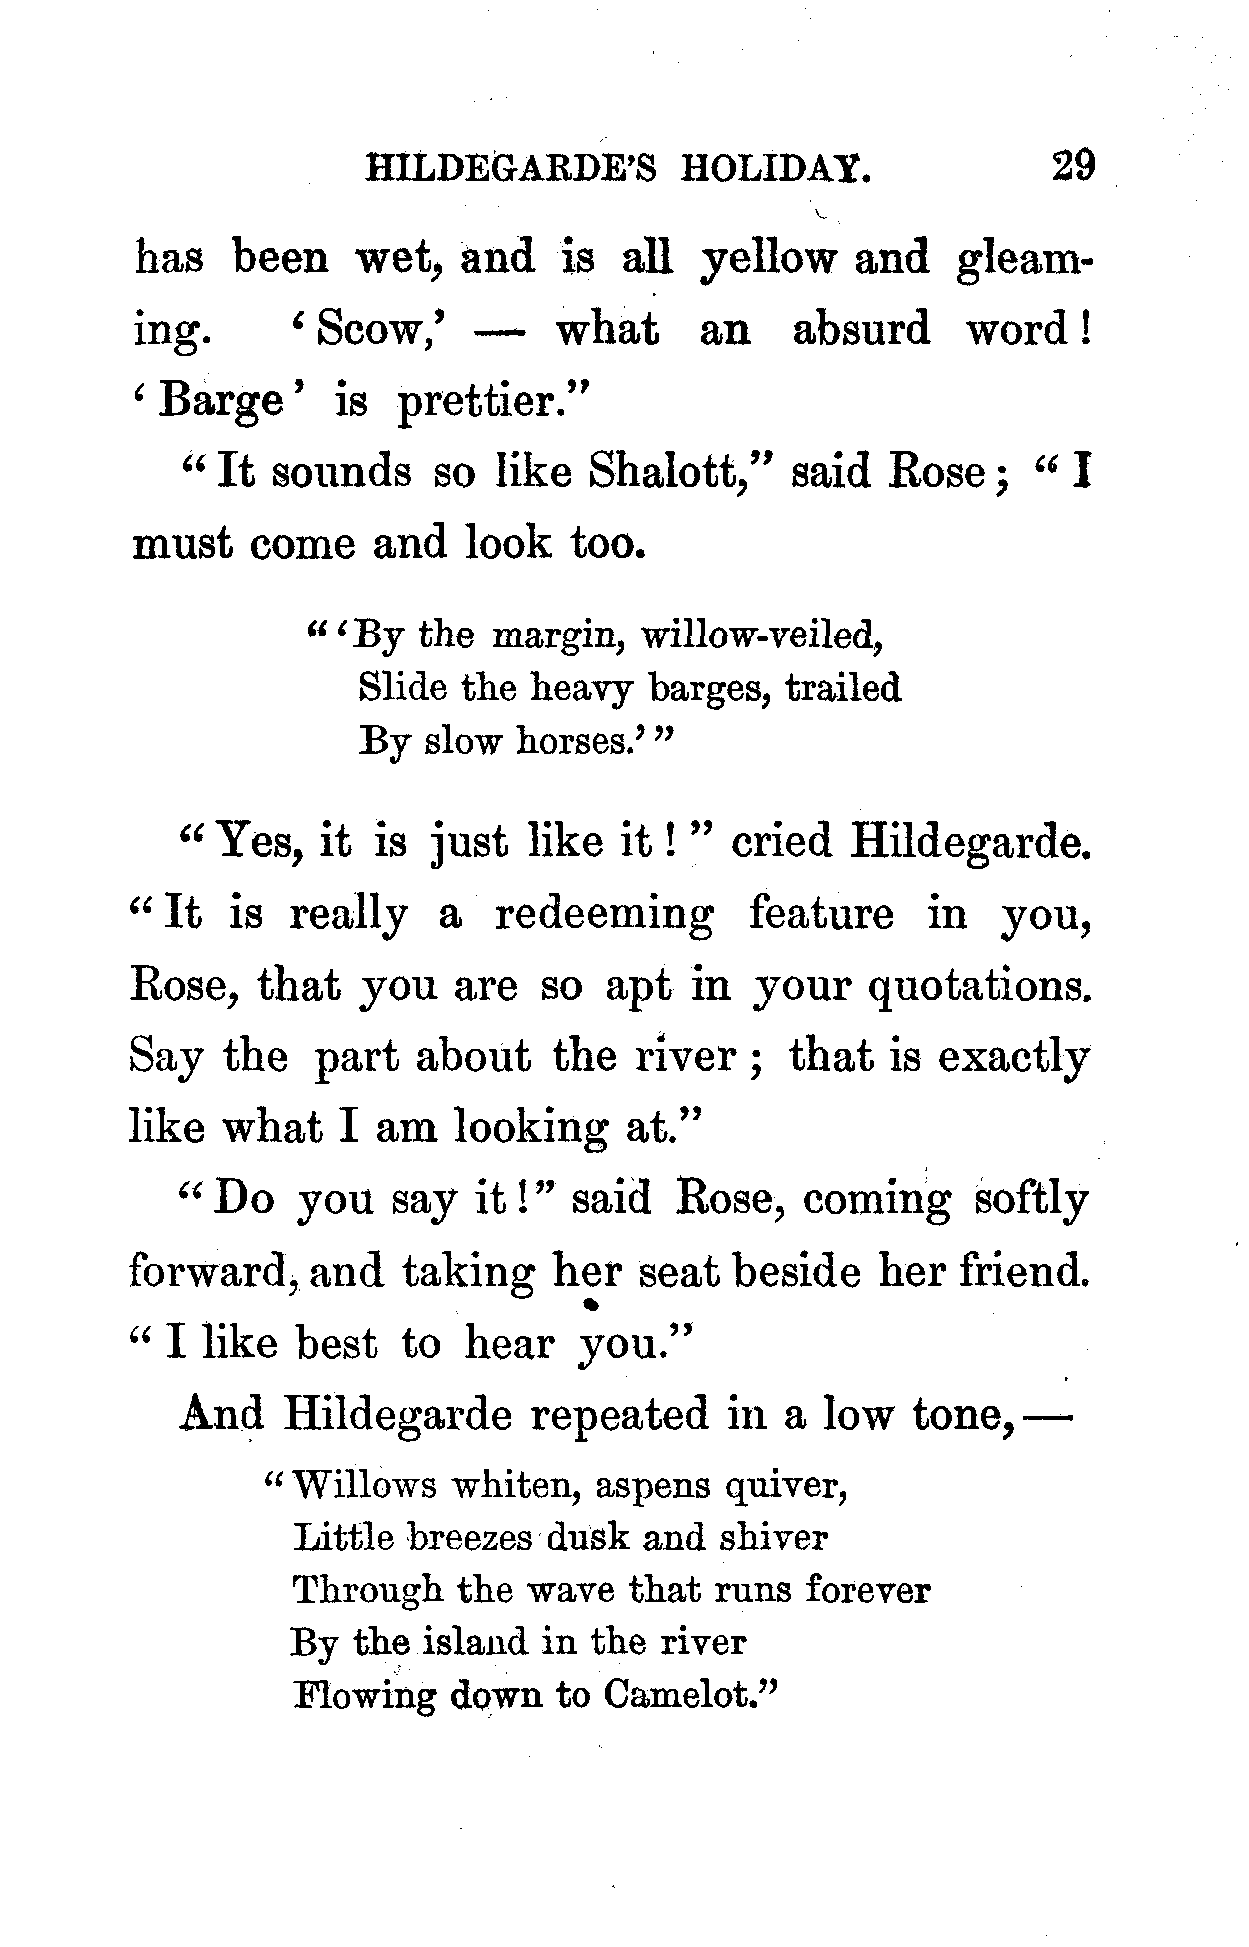 HILDEGARDE'S HOLIDAY. 29
has been wet, and is all yellow and gleam-
ing. 'Scow,' — what an absurd word!
'Barge' is prettier."
"It sounds so like Shalott," said Rose; "I
must come and look too.
"'By the margin, willow-veiled,
Slide the heavy barges, trailed
By slow horses.'"
"Yes, it is just like it!" cried Hildegarde.
"It is really a redeeming feature in you,
Rose, that you are so apt in your quotations.
Say the part about the river; that is exactly
like what I am looking at."
"Do you say it!" said Rose, coming softly
forward, and taking her seat beside her friend.
"I like best to hear you."
And Hildegarde repeated in a low tone,—
"Willows whiten, aspens quiver,
Little breezes dusk and shiver
Through the wave that runs forever
By the island in the river
Flowing down to Camelot."